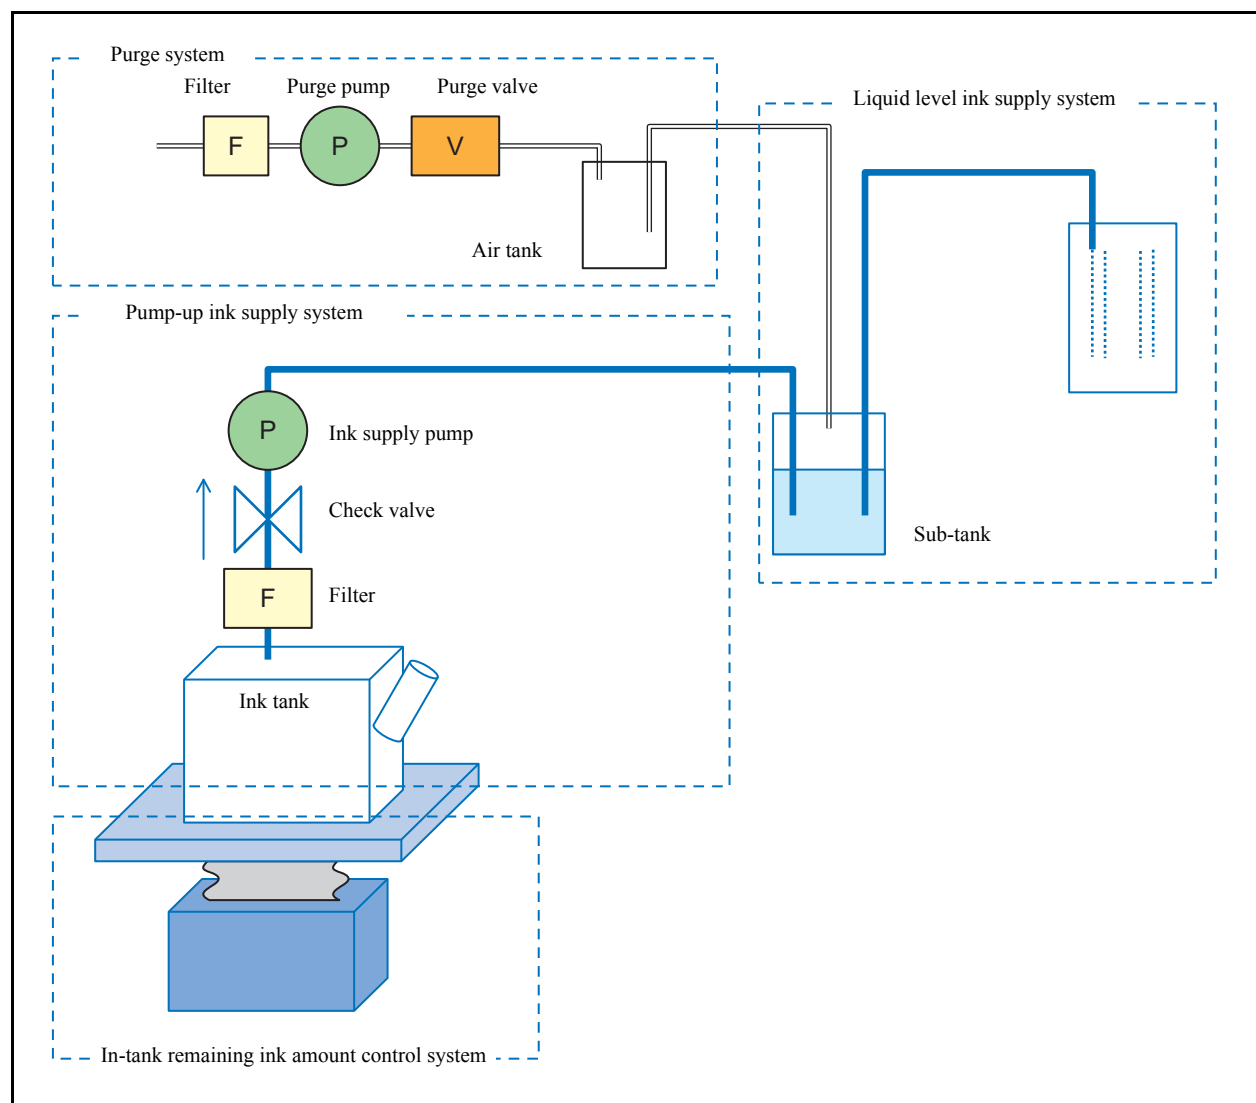 Purge system
Filter
Purge pump
Purge valve
F
P
V
Air tank
Liquid level ink supply system
Pump-up ink supply system
P
Ink supply pump
Check valve
F
Filter
Ink tank
Sub-tank
In-tank remaining ink amount control system